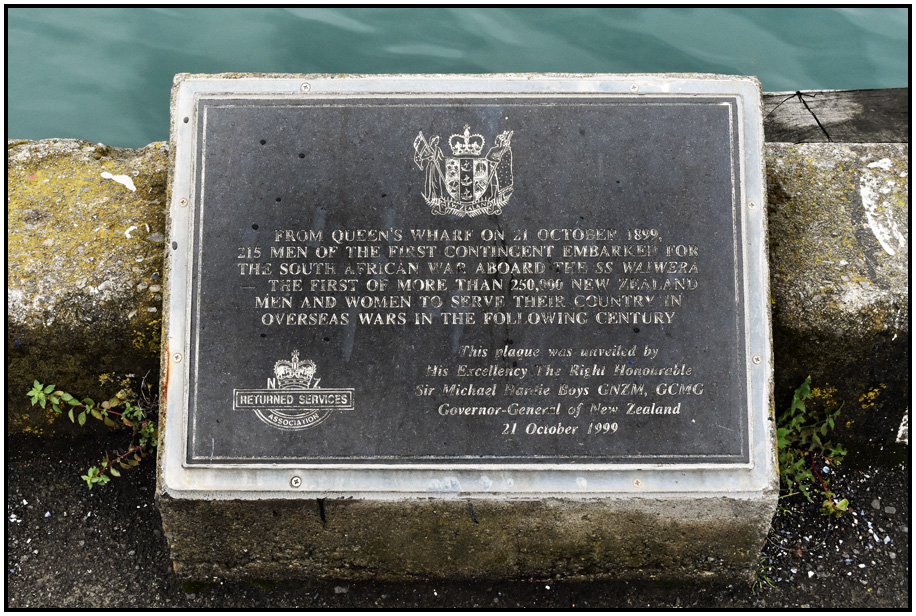 FROM QUEEN'S WHARF ON 21 OCTOBER 1899,
215 MEN OF THE FIRST CONTINGENT EMBARKED FOR
THE SOUTH AFRICAN WAR ABOARD THE SS WAIWERA
— THE FIRST OF MORE THAN 250,000 NEW ZEALAND
MEN AND WOMEN TO SERVE THEIR COUNTRY IN
OVERSEAS WARS IN THE FOLLOWING CENTURY
This plaque was unveiled by
His Excellency The Right Honourable
Sir Michael Hardie Boys GNZM, GCMG
Governor-General of New Zealand
21 October 1999
N Z
RETURNED SERVICES
ASSOCIATION